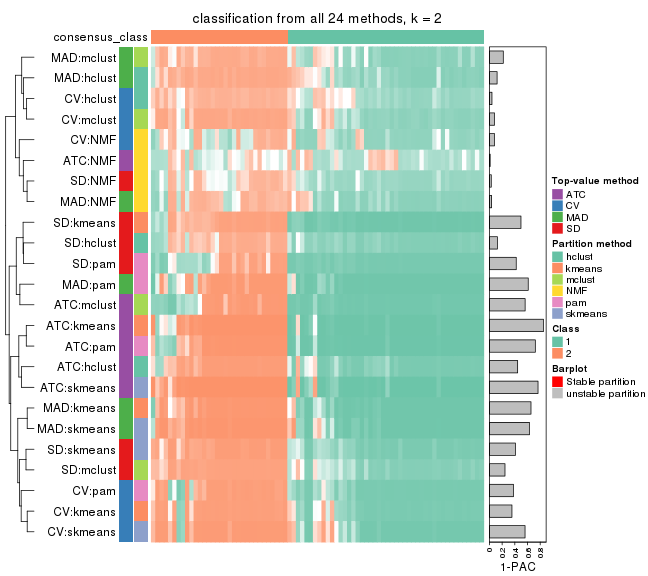 classification from all 24 methods, k = 2
consensus_class
MAD:mclust
MAD:hclust
CV:hclust
CV:mclust
CV:NMF
ATC:NMF
SD:NMF
MAD:NMF
SD:kmeans
SD:hclust
SD:pam
MAD:pam
ATC:mclust
ATC:kmeans
ATC:pam
ATC:hclust
ATC:skmeans
MAD:kmeans
MAD:skmeans
SD:skmeans
SD:mclust
CV:pam
CV:kmeans
CV:skmeans
0 0.2 0.4 0.6 0.8
1-PAC
Top-value method
ATC
CV
MAD
SD
Partition method
hclust
kmeans
mclust
NMF
pam
skmeans
Class
1
2
Barplot
Stable partition
unstable partition